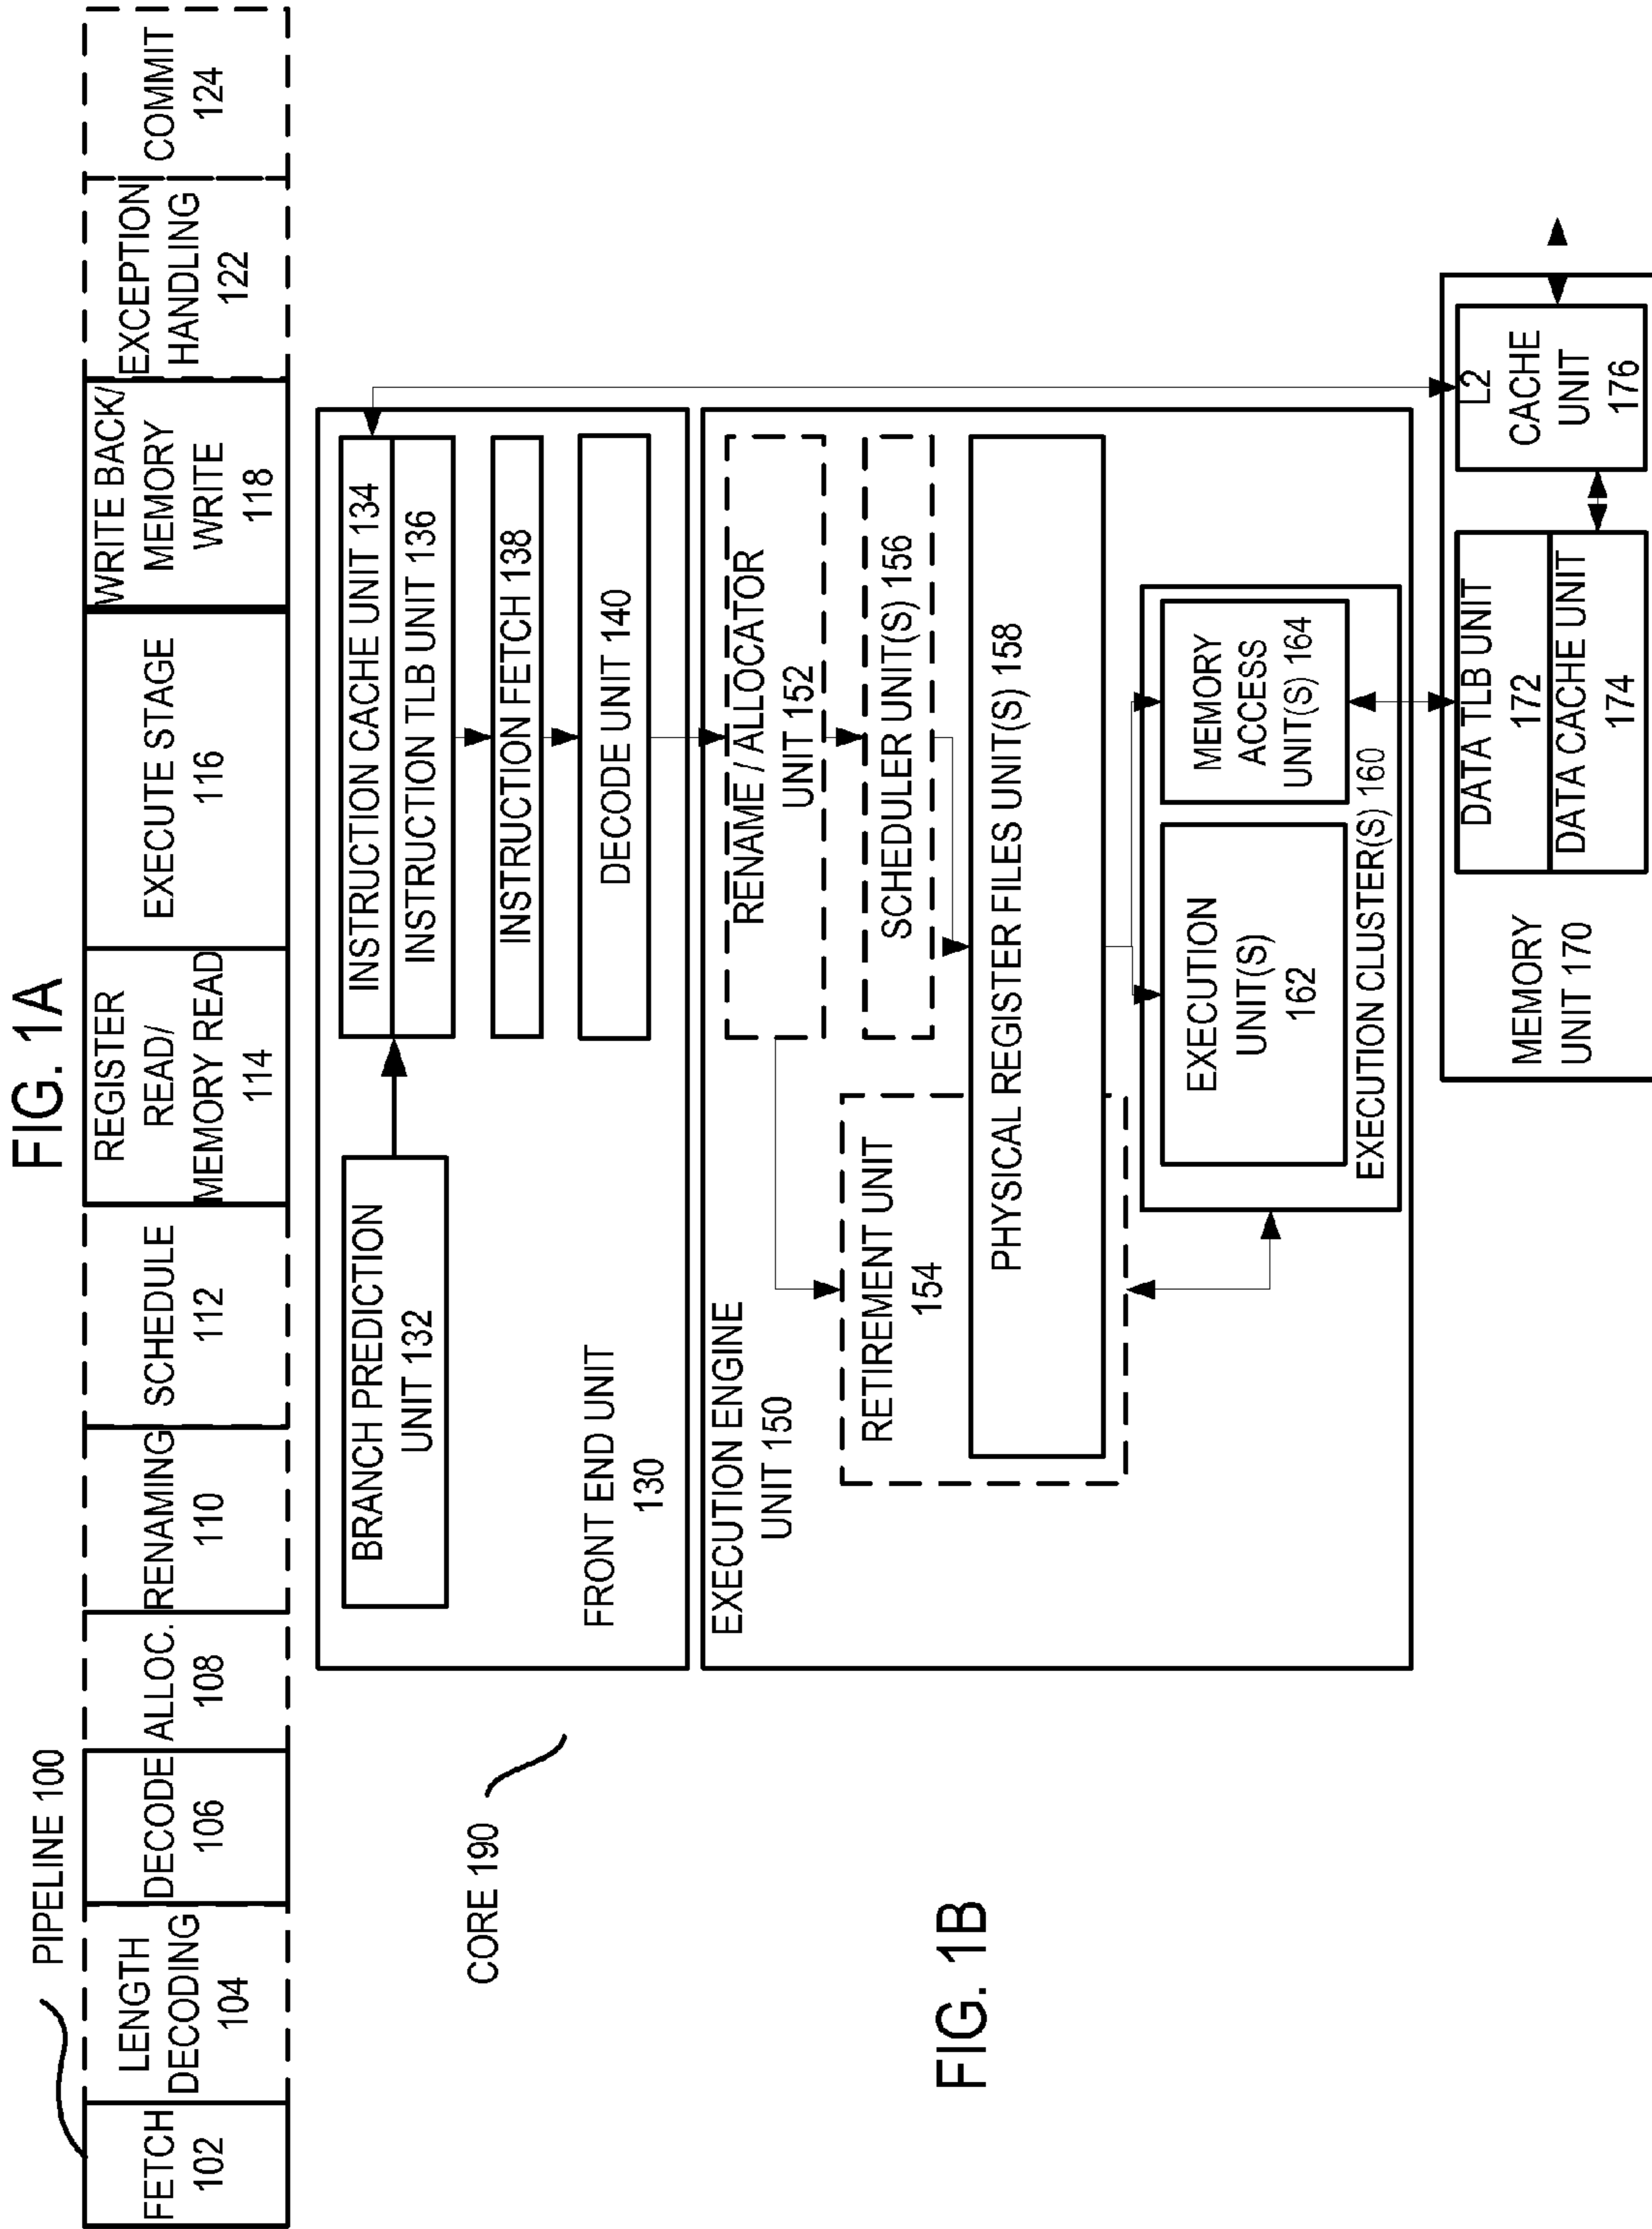 FIG. 1A
PIPELINE 100
FETCH
102
LENGTH
DECODING
104
DECODE
106
ALLOC.
108
RENAMING
110
SCHEDULE
112
REGISTER
READ/
MEMORY READ
114
EXECUTE STAGE
116
WRITE BACK/
MEMORY
WRITE
118
EXCEPTION
HANDLING
122
COMMIT
124
CORE 190
BRANCH PREDICTION
UNIT 132
INSTRUCTION CACHE UNIT 134
INSTRUCTION TLB UNIT 136
INSTRUCTION FETCH 138
DECODE UNIT 140
FRONT END UNIT
130
EXECUTION ENGINE
UNIT 150
RENAME / ALLOCATOR
UNIT 152
SCHEDULER UNIT(S) 156
RETIREMENT UNIT
154
PHYSICAL REGISTER FILES UNIT(S) 158
EXECUTION
UNIT(S)
162
MEMORY
ACCESS
UNIT(S) 164
EXECUTION CLUSTER(S) 160
MEMORY
UNIT 170
DATA TLB UNIT
172
DATA CACHE UNIT
174
L2
CACHE
UNIT
176
FIG. 1B